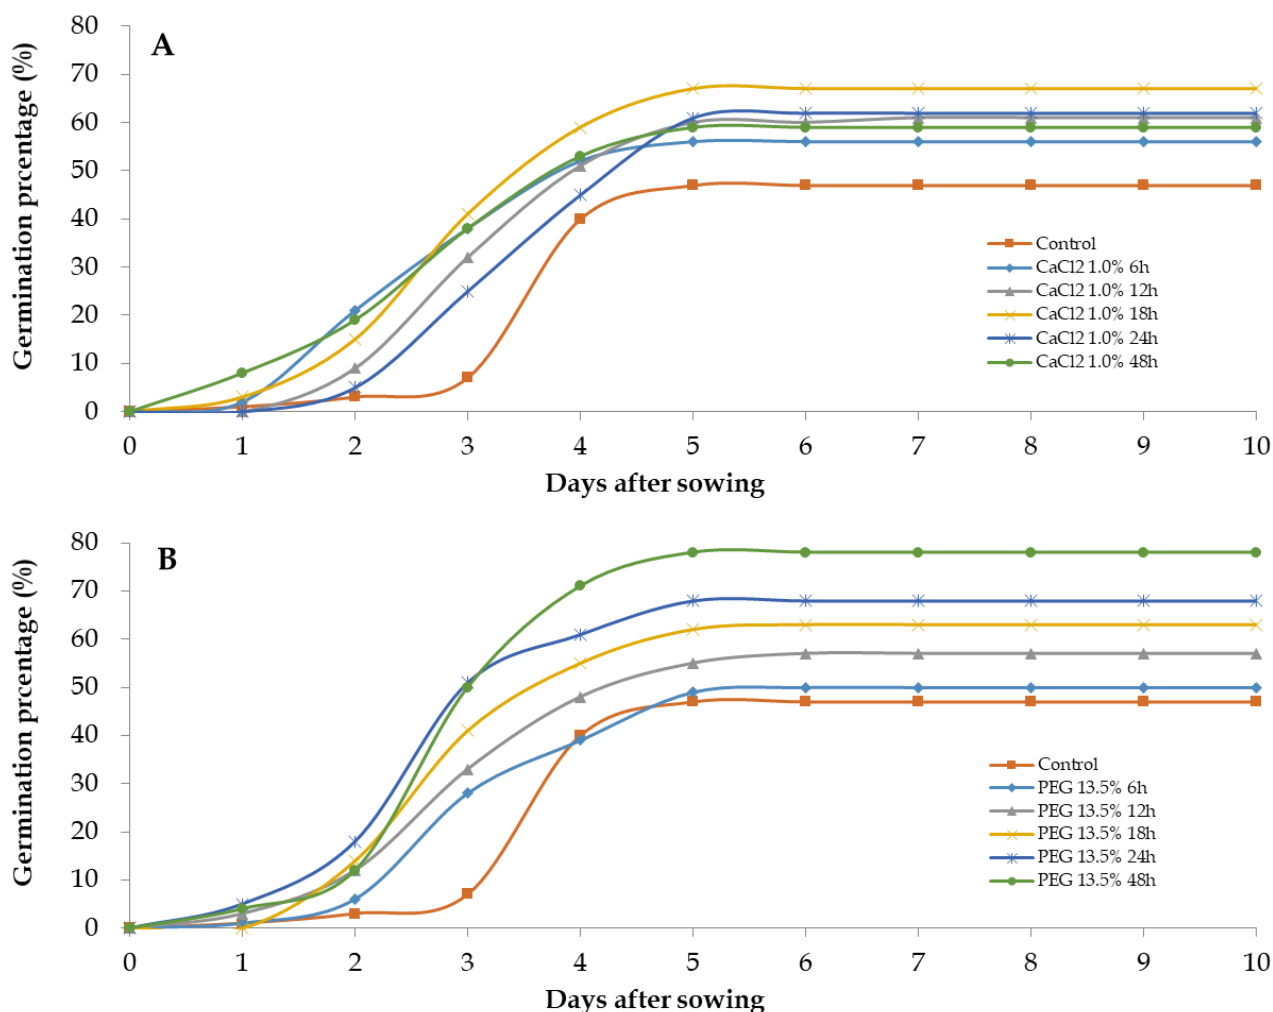 A
Germination prcentage (%)
80
70
60
50
40
30
20
10
0
Control
CaCl2 1.0% 6h
CaCl2 1.0% 12h
CaCl2 1.0% 18h
CaCl2 1.0% 24h
CaCl2 1.0% 48h
0 1 2 3 4 5 6 7 8 9 10
Days after sowing
B
Germination prcentage (%)
80
70
60
50
40
30
20
10
0
Control
PEG 13.5% 6h
PEG 13.5% 12h
PEG 13.5% 18h
PEG 13.5% 24h
PEG 13.5% 48h
0 1 2 3 4 5 6 7 8 9 10
Days after sowing